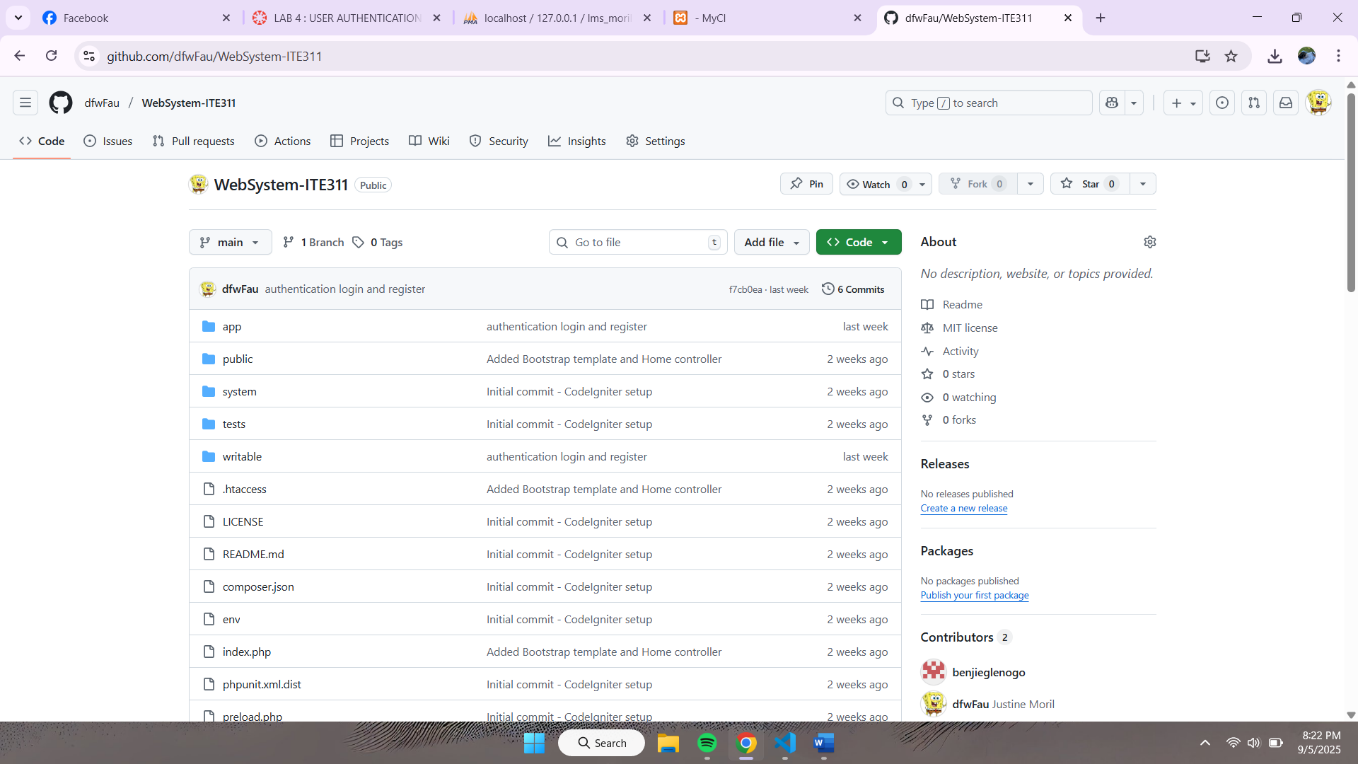 Facebook
LAB 4 : USER AUTHENTICATION
localhost / 127.0.0.1 / lms_moril
- MyCI
dfwFau/WebSystem-ITE311
github.com/dfwFau/WebSystem-ITE311
dfwFau / WebSystem-ITE311
Type / to search
Code
Issues
Pull requests
Actions
Projects
Wiki
Security
Insights
Settings
WebSystem-ITE311 Public
Pin
Watch 0
Fork 0
Star 0
main
1 Branch
0 Tags
Go to file t
Add file
Code
dfwFau authentication login and register f7cb0ea · last week 6 Commits
app authentication login and register last week
public Added Bootstrap template and Home controller 2 weeks ago
system Initial commit - CodeIgniter setup 2 weeks ago
tests Initial commit - CodeIgniter setup 2 weeks ago
writable authentication login and register last week
.htaccess Added Bootstrap template and Home controller 2 weeks ago
LICENSE Initial commit - CodeIgniter setup 2 weeks ago
README.md Initial commit - CodeIgniter setup 2 weeks ago
composer.json Initial commit - CodeIgniter setup 2 weeks ago
env Initial commit - CodeIgniter setup 2 weeks ago
index.php Added Bootstrap template and Home controller 2 weeks ago
phpunit.xml.dist Initial commit - CodeIgniter setup 2 weeks ago
preload.php Initial commit - CodeIgniter setup 2 weeks ago
About
No description, website, or topics provided.
Readme
MIT license
Activity
0 stars
0 watching
0 forks
Releases
No releases published
Create a new release
Packages
No packages published
Publish your first package
Contributors 2
benjieglenogo
dfwFau Justine Moril
Search
8:22 PM
9/5/2025